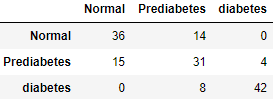 Normal Prediabetes diabetes
Normal 36 14 0
Prediabetes 15 31 4
diabetes 0 8 42